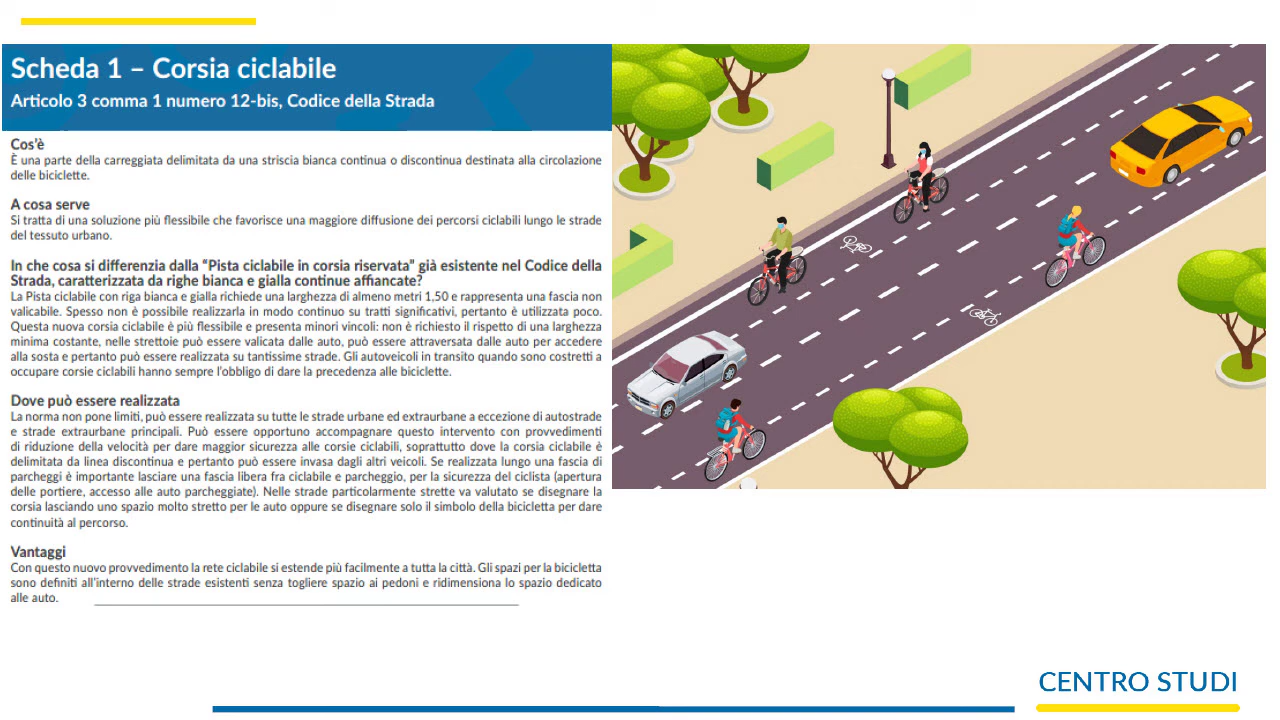 Scheda 1 – Corsia ciclabile
Articolo 3 comma 1 numero 12-bis, Codice della Strada
Cos'è
È una parte della carreggiata delimitata da una striscia bianca continua o discontinua destinata alla circolazione
delle biciclette.
A cosa serve
Si tratta di una soluzione più flessibile che favorisce una maggiore diffusione dei percorsi ciclabili lungo le strade
del tessuto urbano.
In che cosa si differenzia dalla “Pista ciclabile in corsia riservata” già esistente nel Codice della
Strada, caratterizzata da righe bianca e gialla continue affiancate?
La Pista ciclabile con riga bianca e gialla richiede una larghezza di almeno metri 1,50 e rappresenta una fascia non
valicabile. Spesso non è possibile realizzarla in modo continuo su tratti significativi, pertanto è utilizzata poco.
Questa nuova corsia ciclabile è più flessibile e presenta minori vincoli: non è richiesto il rispetto di una larghezza
minima costante, nelle strettoie può essere valicata dalle auto, può essere attraversata dalle auto per accedere
alla sosta e pertanto può essere realizzata su tantissime strade. Gli autoveicoli in transito quando sono costretti a
occupare corsie ciclabili hanno sempre l'obbligo di dare la precedenza alle biciclette.
Dove può essere realizzata
La norma non pone limiti, può essere realizzata su tutte le strade urbane ed extraurbane a eccezione di autostrade
e strade extraurbane principali. Può essere opportuno accompagnare questo intervento con provvedimenti
di riduzione della velocità per dare maggior sicurezza alle corsie ciclabili, soprattutto dove la corsia ciclabile è
delimitata da linea discontinua e pertanto può essere invasa dagli altri veicoli. Se realizzata lungo una fascia di
parcheggi è importante lasciare una fascia libera fra ciclabile e parcheggio, per la sicurezza del ciclista (apertura
delle portiere, accesso alle auto parcheggiate). Nelle strade particolarmente strette va valutato se disegnare la
corsia lasciando uno spazio molto stretto per le auto oppure se disegnare solo il simbolo della bicicletta per dare
continuità al percorso.
Vantaggi
Con questo nuovo provvedimento la rete ciclabile si estende più facilmente a tutta la città. Gli spazi per la bicicletta
sono definiti all'interno delle strade esistenti senza togliere spazio ai pedoni e ridimensiona lo spazio dedicato
alle auto.
CENTRO STUDI